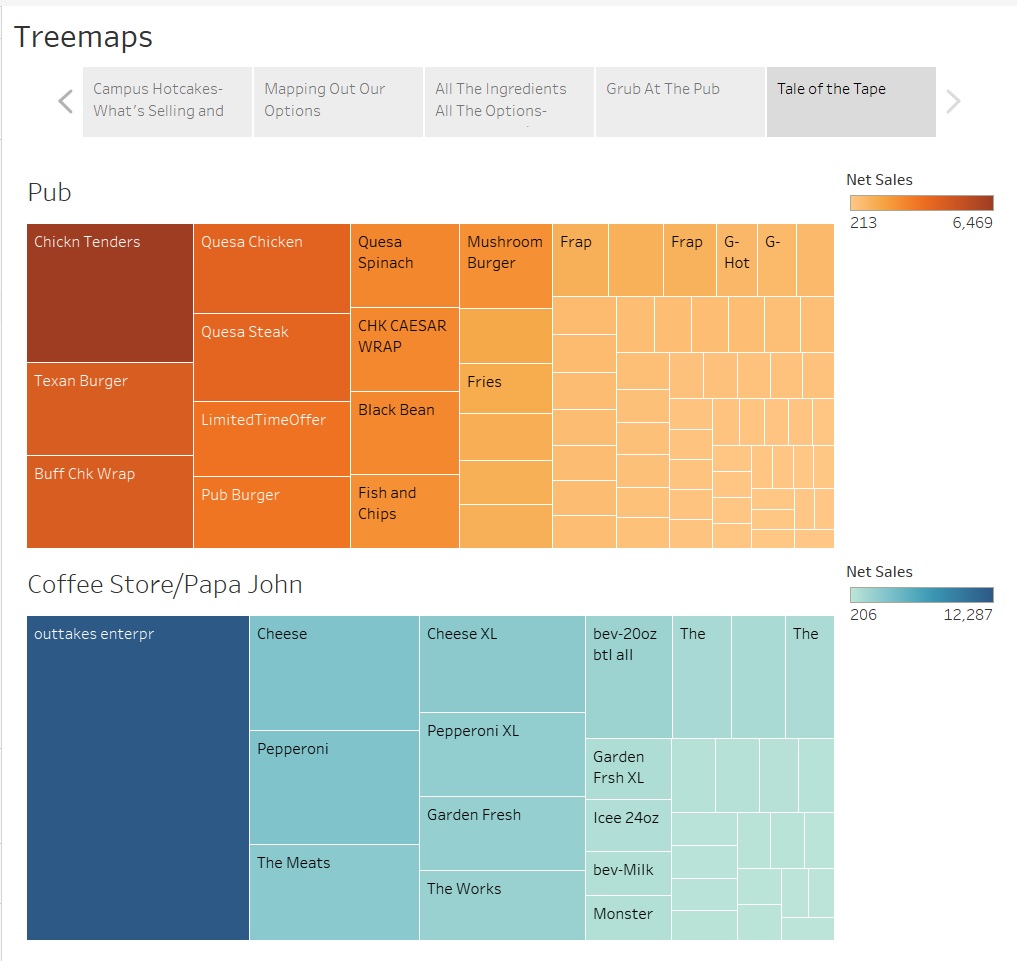 Treemaps
Campus Hotcakes-
What's Selling and
Mapping Out Our
Options
All The Ingredients
All The Options-
Grub At The Pub
Tale of the Tape
Pub
Net Sales
213 6,469
Chickn Tenders
Texan Burger
Buff Chk Wrap
Quesa Chicken
Quesa Steak
LimitedTimeOffer
Pub Burger
Quesa
Spinach
CHK CAESAR
WRAP
Black Bean
Fish and
Chips
Mushroom
Burger
Fries
Frap
Frap
G-
Hot
G-
Coffee Store/Papa John
Net Sales
206 12,287
outtakes enterpr
Cheese
Pepperoni
The Meats
Cheese XL
Pepperoni XL
Garden Fresh
The Works
bev-20oz
btl all
Garden
Frsh XL
Icee 24oz
bev-Milk
Monster
The
The